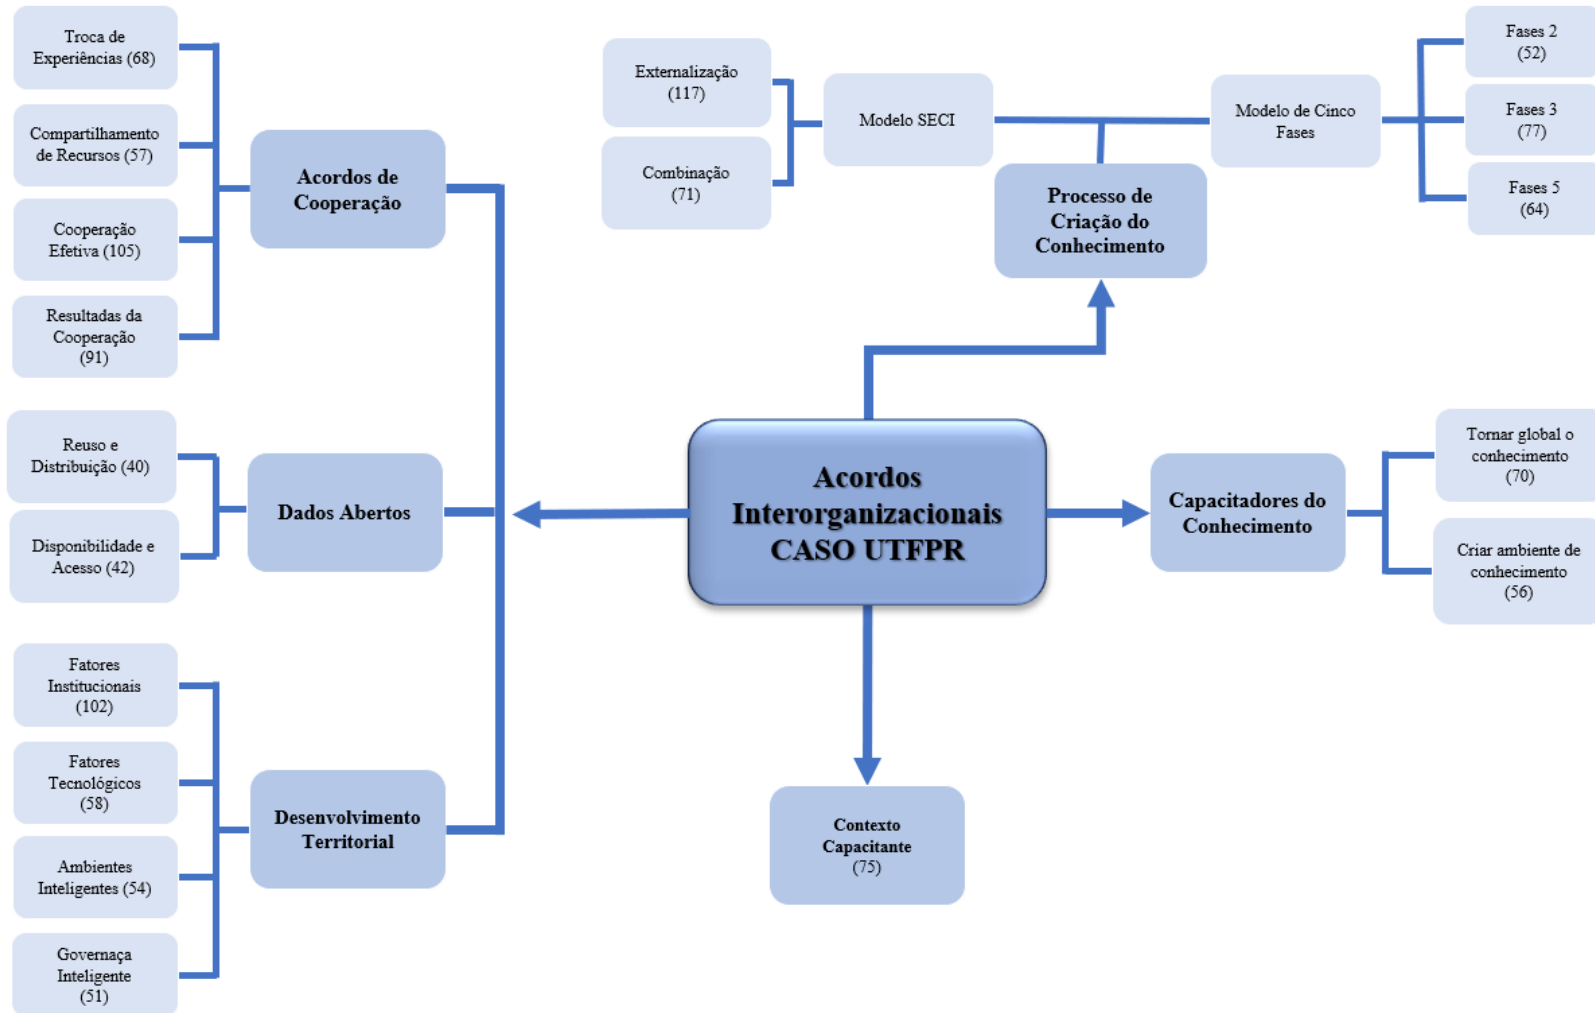 Troca de
Experiências (68)
Compartilhamento
de Recursos (57)
Cooperação
Efetiva (105)
Resultadas da
Cooperação
(91)
Acordos de
Cooperação
Reuso e
Distribuição (40)
Disponibilidade e
Acesso (42)
Dados Abertos
Fatores
Institucionais
(102)
Fatores
Tecnológicos
(58)
Ambientes
Inteligentes (54)
Governaça
Inteligente
(51)
Desenvolvimento
Territorial
Externalização
(117)
Combinação
(71)
Modelo SECI
Processo de
Criação do
Conhecimento
Modelo de Cinco
Fases
Fases 2
(52)
Fases 3
(77)
Fases 5
(64)
Acordos
Interorganizacionais
CASO UTFPR
Capacitadores do
Conhecimento
Tornar global o
conhecimento
(70)
Criar ambiente de
conhecimento
(56)
Contexto
Capacitante
(75)